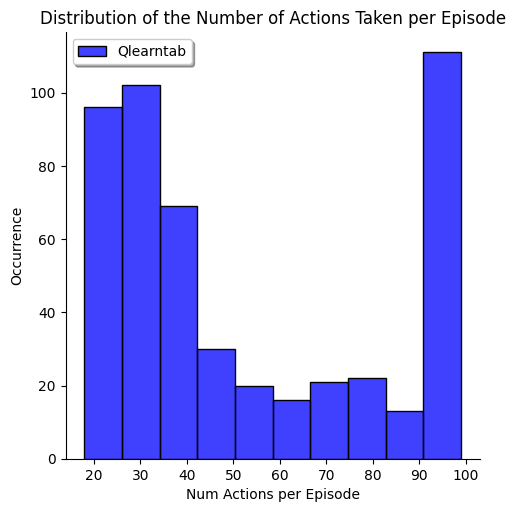 Distribution of the Number of Actions Taken per Episode
Qlearntab
100
80
60
40
20
0
Occurrence
20 30 40 50 60 70 80 90 100
Num Actions per Episode